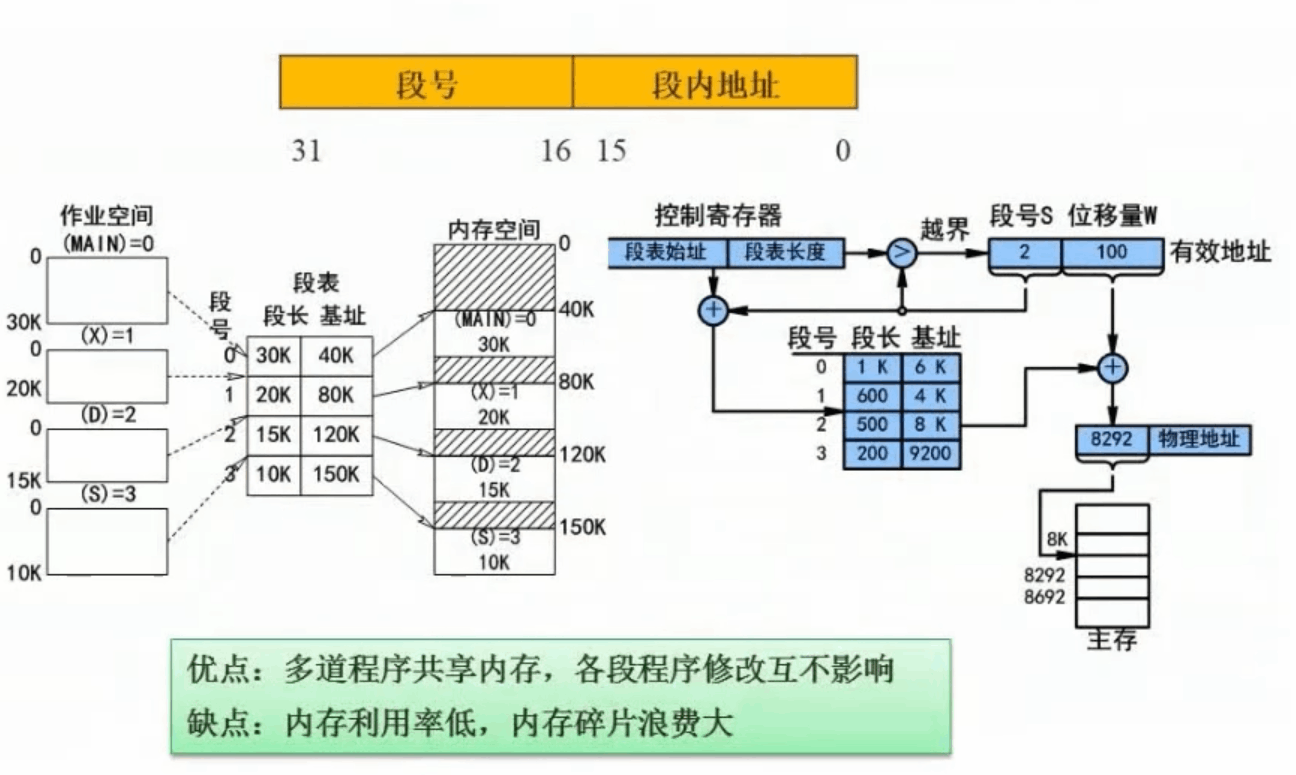 段号 段内地址
31 16 15 0
作业空间
(MAIN)=0
0
30K
(X)=1
0
20K
(D)=2
0
15K
(S)=3
0
10K
段表
段号 段长 基址
0 30K 40K
1 20K 80K
2 15K 120K
3 10K 150K
内存空间
0
40K
(MAIN)=0
30K
80K
(X)=1
20K
120K
(D)=2
15K
150K
(S)=3
10K
控制寄存器
段表始址 段表长度
>
越界
段号S 位移量W
2 100 有效地址
+
段号 段长 基址
0 1 K 6 K
1 600 4 K
2 500 8 K
3 200 9200
+
8292 物理地址
8K
8292
8692
主存
优点：多道程序共享内存，各段程序修改互不影响
缺点：内存利用率低，内存碎片浪费大